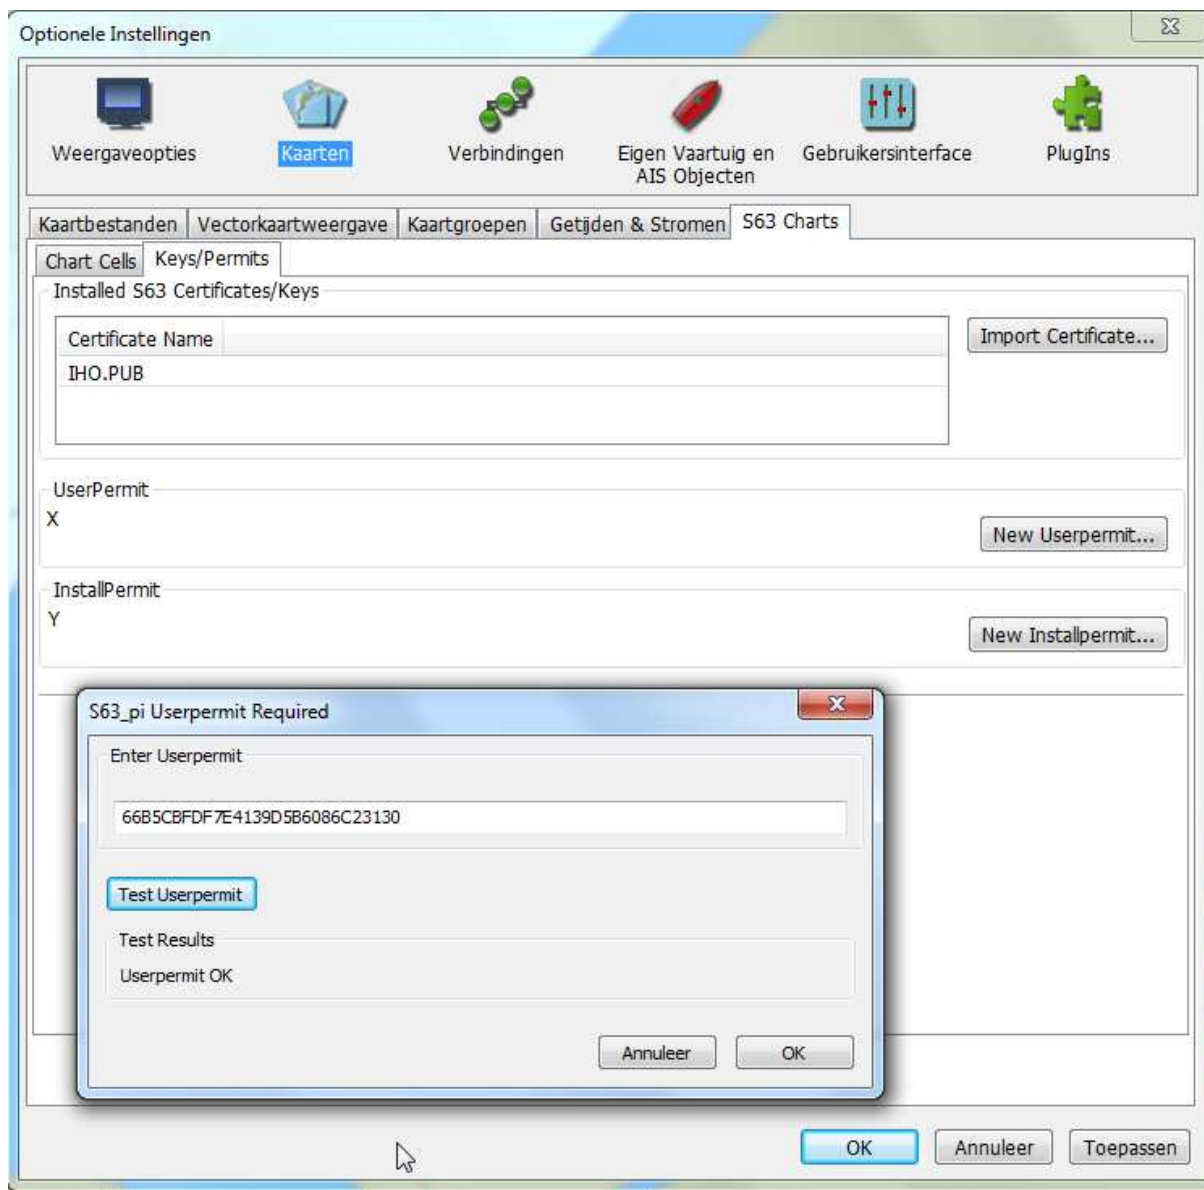 Optionele Instellingen
Weergaveopties
Kaarten
Verbindingen
Eigen Vaartuig en
AIS Objecten
Gebruikersinterface
PlugIns
Kaartbestanden
Vectorkaartweergave
Kaartgroepen
Getijden & Stromen
S63 Charts
Chart Cells
Keys/Permits
Installed S63 Certificates/Keys
Certificate Name
Import Certificate...
IHO.PUB
UserPermit
X
New Userpermit...
InstallPermit
Y
New Installpermit...
S63_pi Userpermit Required
Enter Userpermit
66B5CBFDF7E4139D5B6086C23130
Test Userpermit
Test Results
Userpermit OK
Annuleer
OK
OK
Annuleer
Toepassen